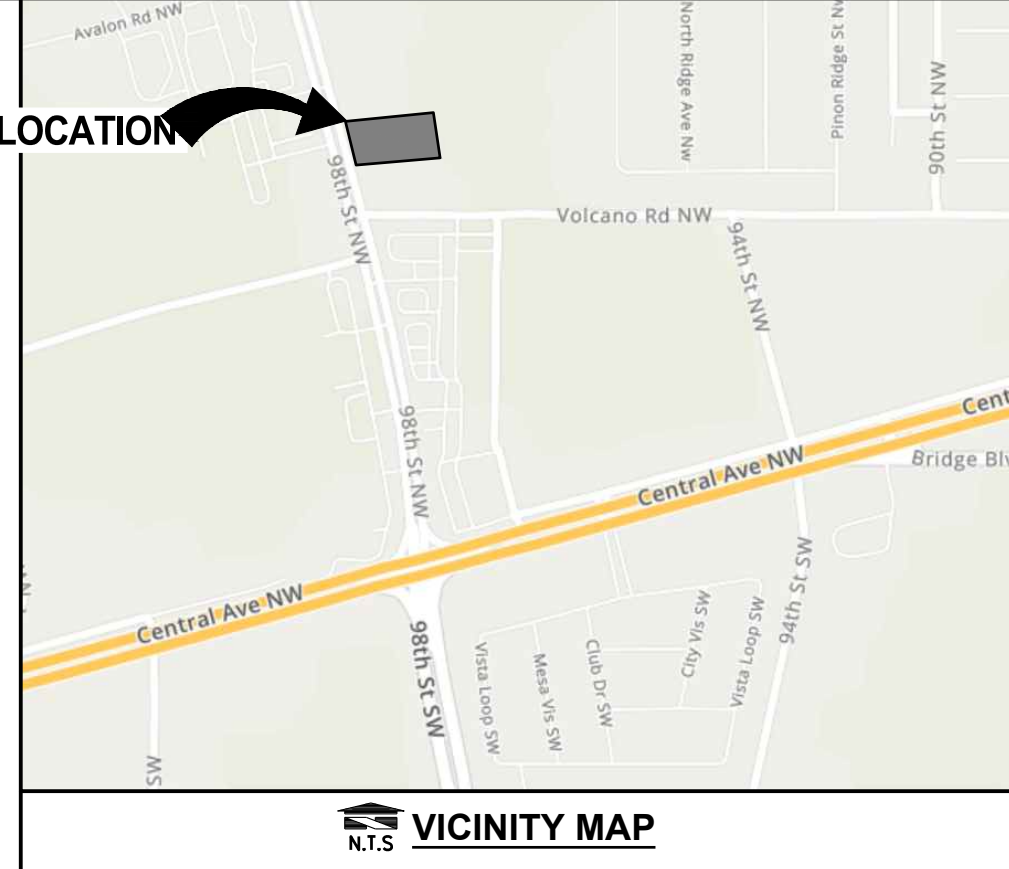 Avalon Rd NW
North Ridge Ave Nw
Pinon Ridge St Nw
90th St NW
LOCATION
98th St NW
Volcano Rd NW
94th St NW
98th St NW
Cent
Central Ave NW
Bridge Blv
Central Ave NW
98th St SW
Vista Loop SW
Mesa Vis SW
Club Dr SW
City Vis SW
Vista Loop SW
94th St SW
SW
N.T.S
VICINITY MAP